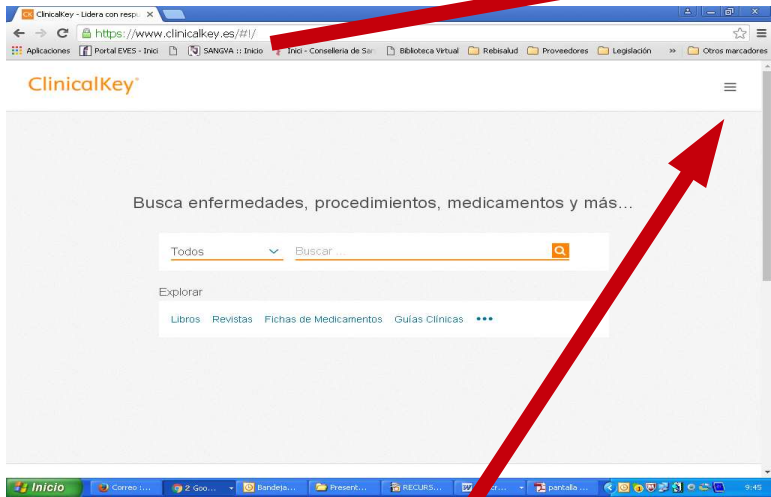 ClinicalKey - Lidera con resp
https://www.clinicalkey.es/#!/
Aplicaciones Portal EVES - Inici SANGVA :: Inicio Inici - Conselleria de San Biblioteca Virtual Rebisalud Proveedores Legislación » Otros marcadores
ClinicalKey
Busca enfermedades, procedimientos, medicamentos y más...
Todos Buscar ...
Explorar
Libros Revistas Fichas de Medicamentos Guías Clínicas •••
Inicio Correo :... 2 Goo... Bandeja... Present... RECURS... pantalla ... 9:45